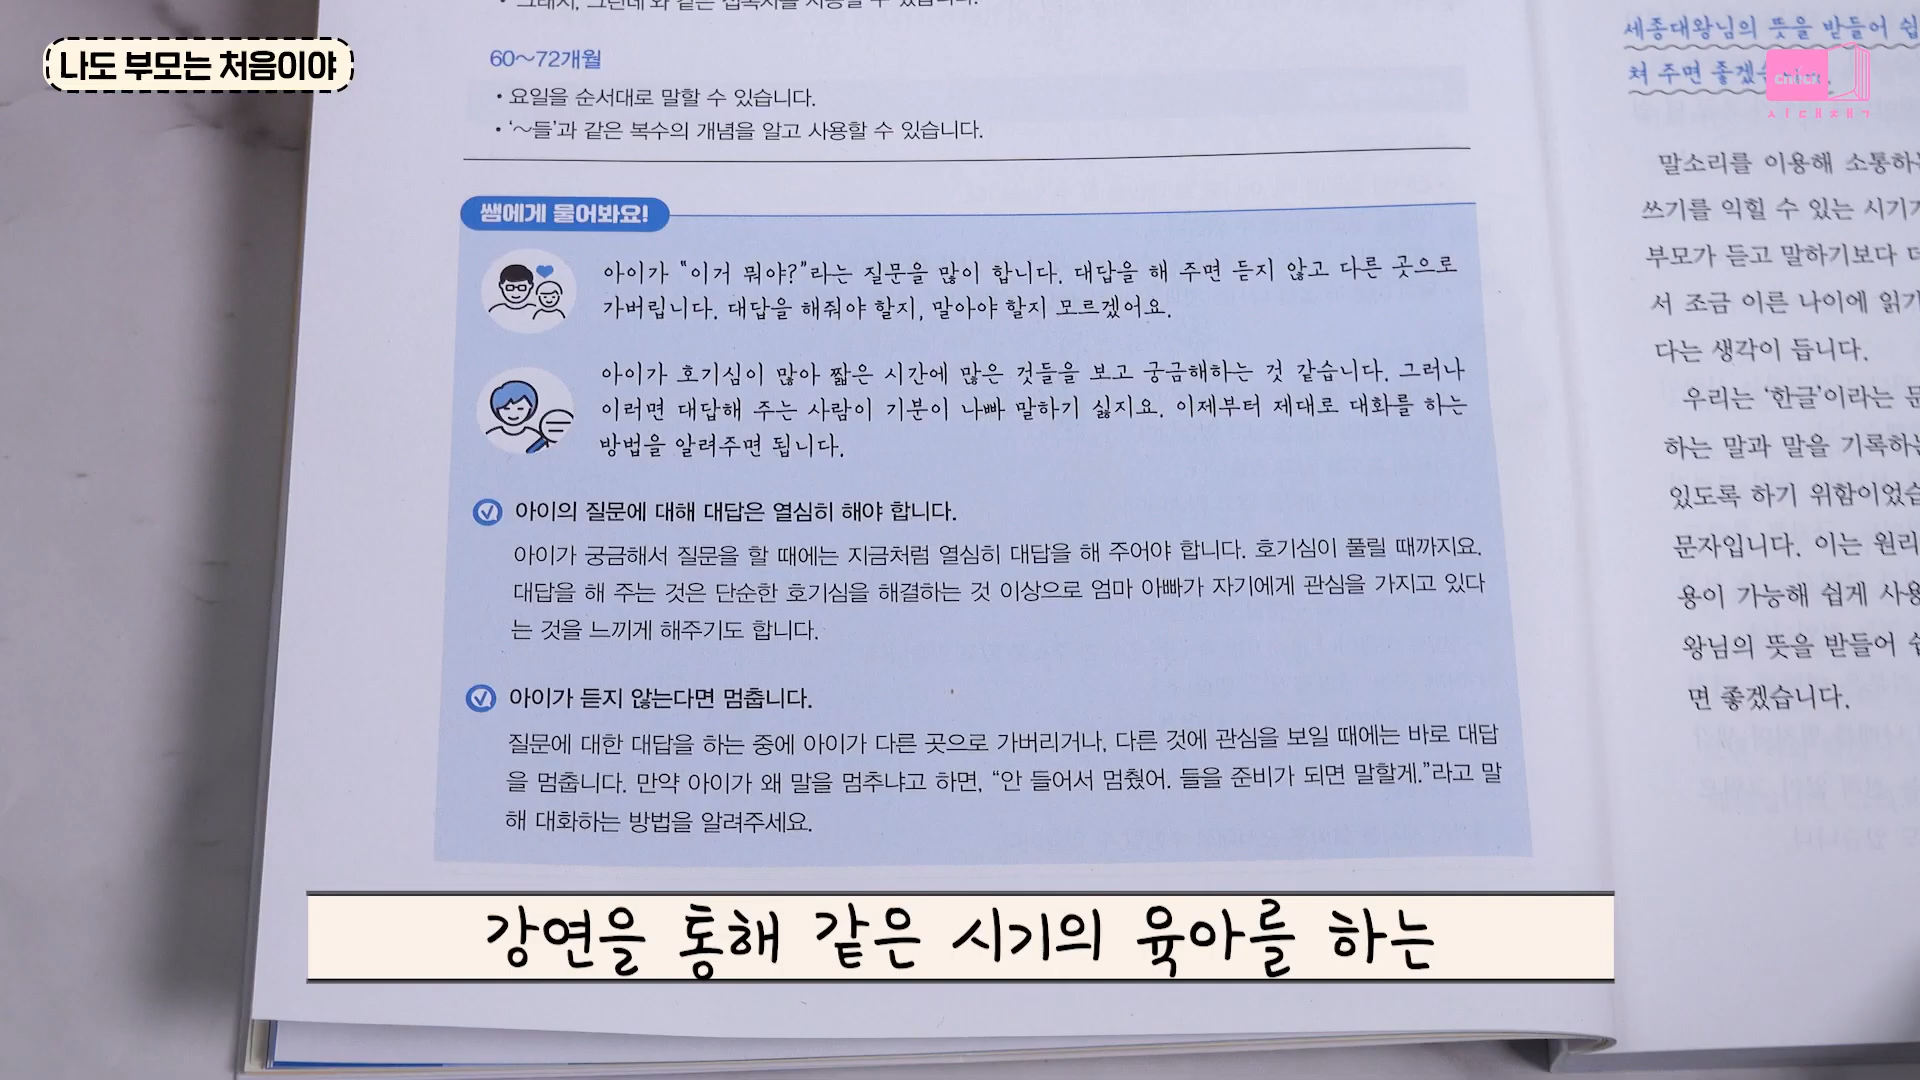 나도 부모는 처음이야
60~72개월
• 요일을 순서대로 말할 수 있습니다.
• ‘~들’과 같은 복수의 개념을 알고 사용할 수 있습니다.
쌤에게 물어봐요!
아이가 “이거 뭐야?”라는 질문을 많이 합니다. 대답을 해 주면 듣지 않고 다른 곳으로
가버립니다. 대답을 해줘야 할지, 말아야 할지 모르겠어요.
아이가 호기심이 많아 짧은 시간에 많은 것들을 보고 궁금해하는 것 같습니다. 그러나
이러면 대답해 주는 사람이 기분이 나빠 말하기 싫지요. 이제부터 제대로 대화를 하는
방법을 알려주면 됩니다.
아이의 질문에 대해 대답은 열심히 해야 합니다.
아이가 궁금해서 질문을 할 때에는 지금처럼 열심히 대답을 해 주어야 합니다. 호기심이 풀릴 때까지요.
대답을 해 주는 것은 단순한 호기심을 해결하는 것 이상으로 엄마 아빠가 자기에게 관심을 가지고 있다
는 것을 느끼게 해주기도 합니다.
아이가 듣지 않는다면 멈춥니다.
질문에 대한 대답을 하는 중에 아이가 다른 곳으로 가버리거나, 다른 것에 관심을 보일 때에는 바로 대답
을 멈춥니다. 만약 아이가 왜 말을 멈추냐고 하면, “안 들어서 멈췄어. 들을 준비가 되면 말할게.”라고 말
해 대화하는 방법을 알려주세요.
세종대왕님의 뜻을 받들어 쉽
쳐 주면 좋겠
시대책ㄱ
말소리를 이용해 소통하
쓰기를 익힐 수 있는 시기
부모가 듣고 말하기보다
서 조금 이른 나이에 읽기
다는 생각이 듭니다.
우리는 ‘한글’이라는 문
하는 말과 말을 기록하는
있도록 하기 위함이었습
문자입니다. 이는 원리
용이 가능해 쉽게 사용
왕님의 뜻을 받들어 쉽
면 좋겠습니다.
강연을 통해 같은 시기의 육아를 하는